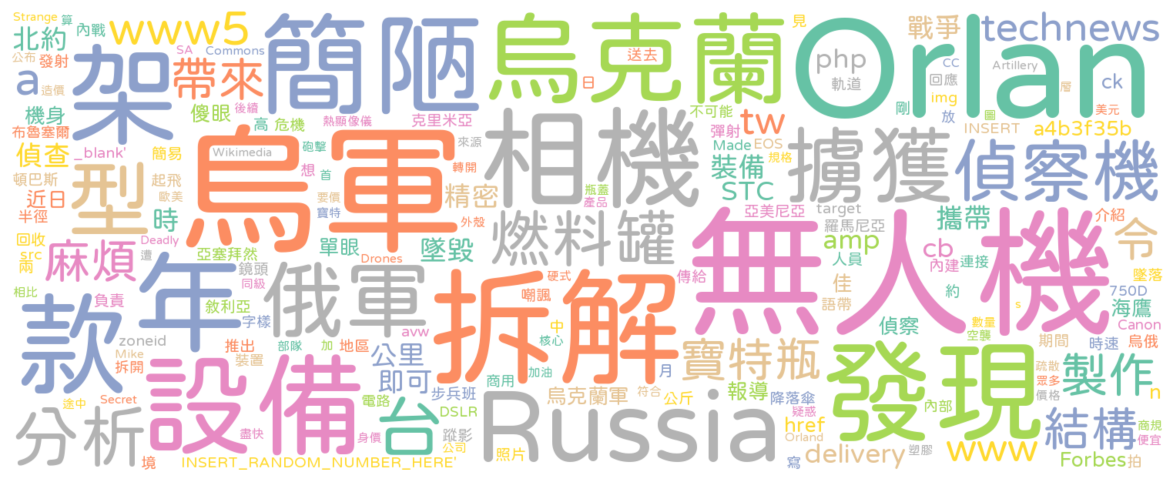 Strange 算 內戰
北約 www5 簡陋 烏克蘭 Orlan 戰爭 technews 見
公布 發射 SA Commons 送去 php 軌道 cc 回應 Artillery ck
a 架 帶來 日 img 層
造價 機身 傻眼 後續 不可能 tw 剛 放 圖 美元
布魯塞爾 高 危機 熱顯像儀 克里米亞 彈射 INSERT a4b3f35b
_blank' 偵查 簡易 Wikimedia 砲擊 來源 Made EOS 規格
烏軍 相機 擄獲 偵察機
頓巴斯 型 起飛 想 首 轉開 精密 裝備 STC
近日 歐美 要價 瓶蓋 產品
半徑 時 寶特 外殼 單眼 燃料罐 亞美尼亞 target 攜帶 介紹
回收 Deadly 亞塞拜然 墜毀 羅馬尼亞 令
src 兩 麻煩 遭 鏡頭 同級 Drones 無人機 amp 人員 cb 內建 連接
相比 負責 年 俄軍 硬式 傳給 佳 約 墜落
敘利亞 拆解 嘲諷 語帶 750D 海鷹
款 字樣 avw 中 寶特瓶 偵察 期間 數量 s Canon
zoneid 推出 部隊 加 地區 核心 加油 空襲 時速 烏俄
Mike 拆開 裝置 公里 月 發現 疏散 製作
設備 即可 步兵班 商用 烏克蘭軍 符合 公斤 報導 降落傘 眾多 價格 n
Secret 電路 台 DSLR Russia 疑惑 內部
途中 分析 蹤影 href Orland 結構 商規 便宜
境 盡快 身價 公司 照片 寫 delivery 塑膠 www Forbes 拍
INSERT_RANDOM_NUMBER_HERE'